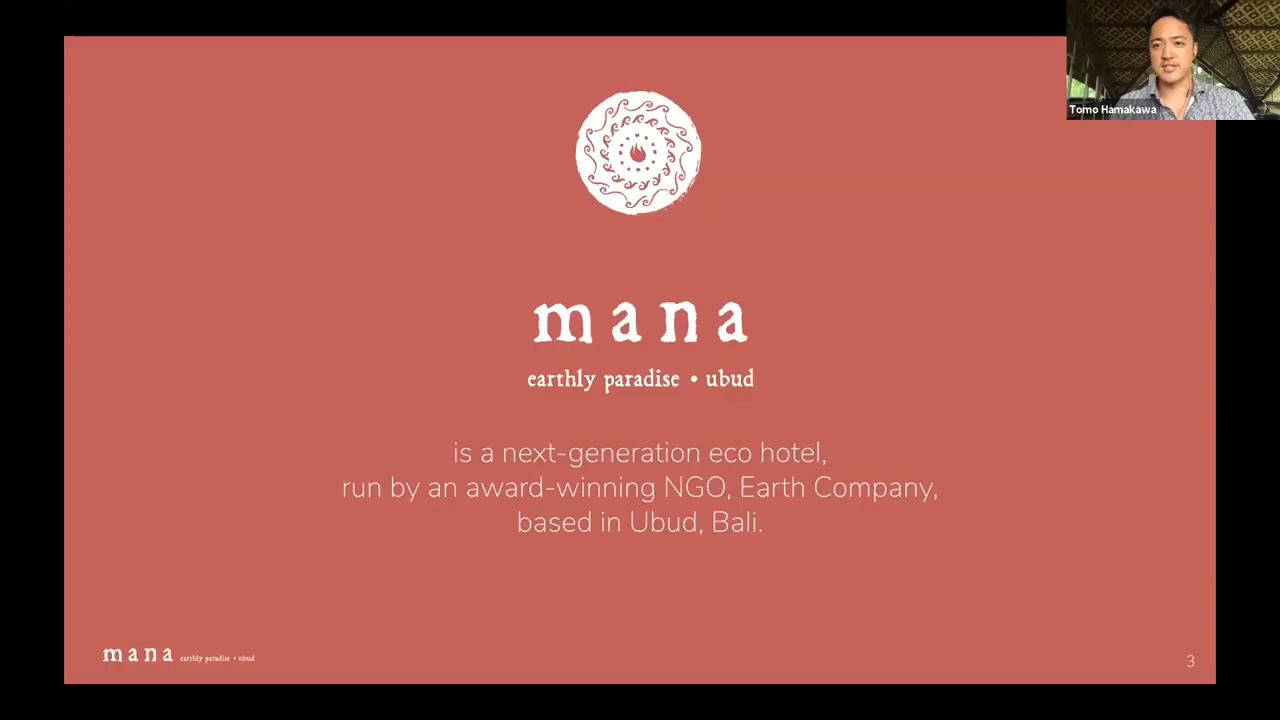 Tomo Hamakawa
mana
earthly paradise • ubud
is a next-generation eco hotel,
run by an award-winning NGO, Earth Company,
based in Ubud, Bali.
mana earthly paradise • ubud
3